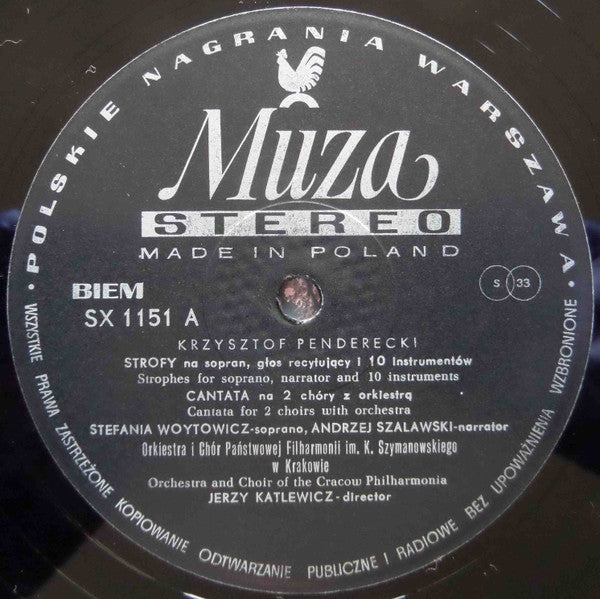 · POLSKIE NAGRANIA WARSZAWA ·
Muza
STEREO
MADE IN POLAND
BIEM
S 33
SX 1151 A
KRZYSZTOF PENDERECKI
STROFY na sopran, głos recytujący i 10 instrumentów
Strophes for soprano, narrator and 10 instruments
CANTATA na 2 chóry z orkiestrą
Cantata for 2 choirs with orchestra
STEFANIA WOYTOWICZ-soprano, ANDRZEJ SZALAWSKI-narrator
Orkiestra i Chór Państwowej Filharmonii im. K. Szymanowskiego
w Krakowie
Orchestra and Choir of the Cracow Philharmonia
JERZY KATLEWICZ-director
WSZYSTKIE PRAWA ZASTRZEŻONE KOPIOWANIE ODTWARZANIE PUBLICZNE I RADIOWE BEZ UPOWAŻNIENIA WZBRONIONE